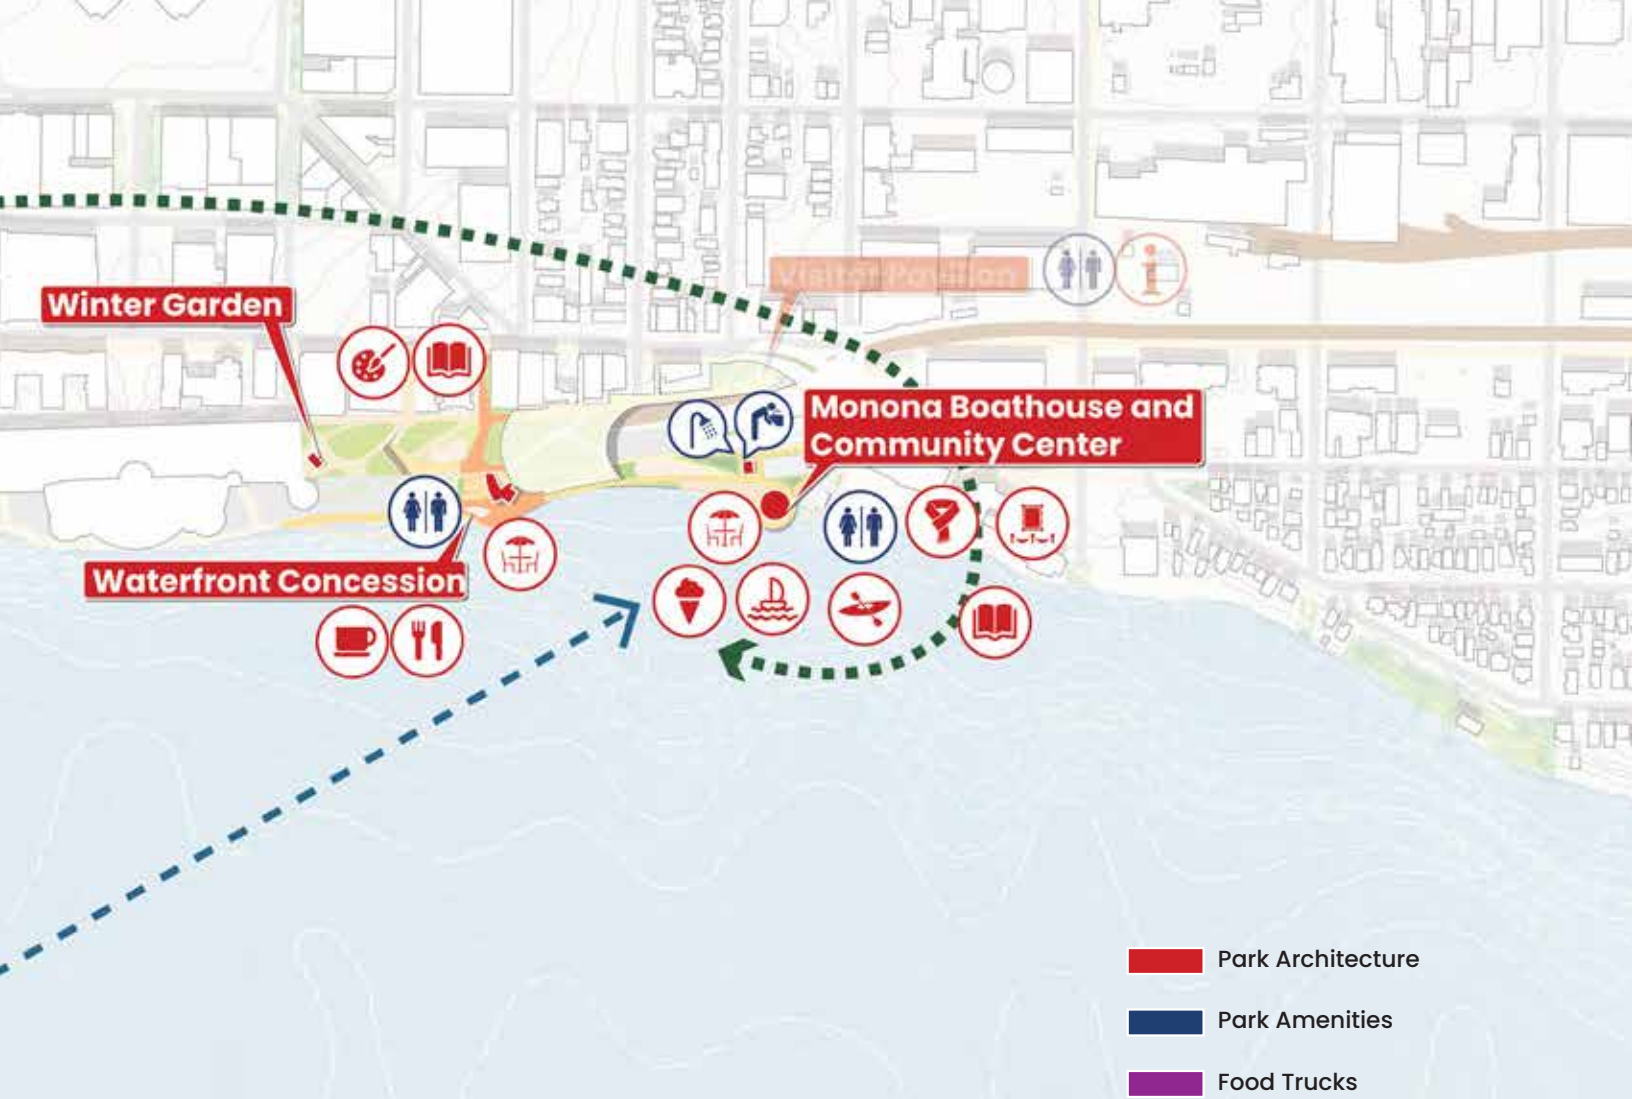 Visitor Pavilion
Winter Garden
Monona Boathouse and
Community Center
Waterfront Concession
Park Architecture
Park Amenities
Food Trucks